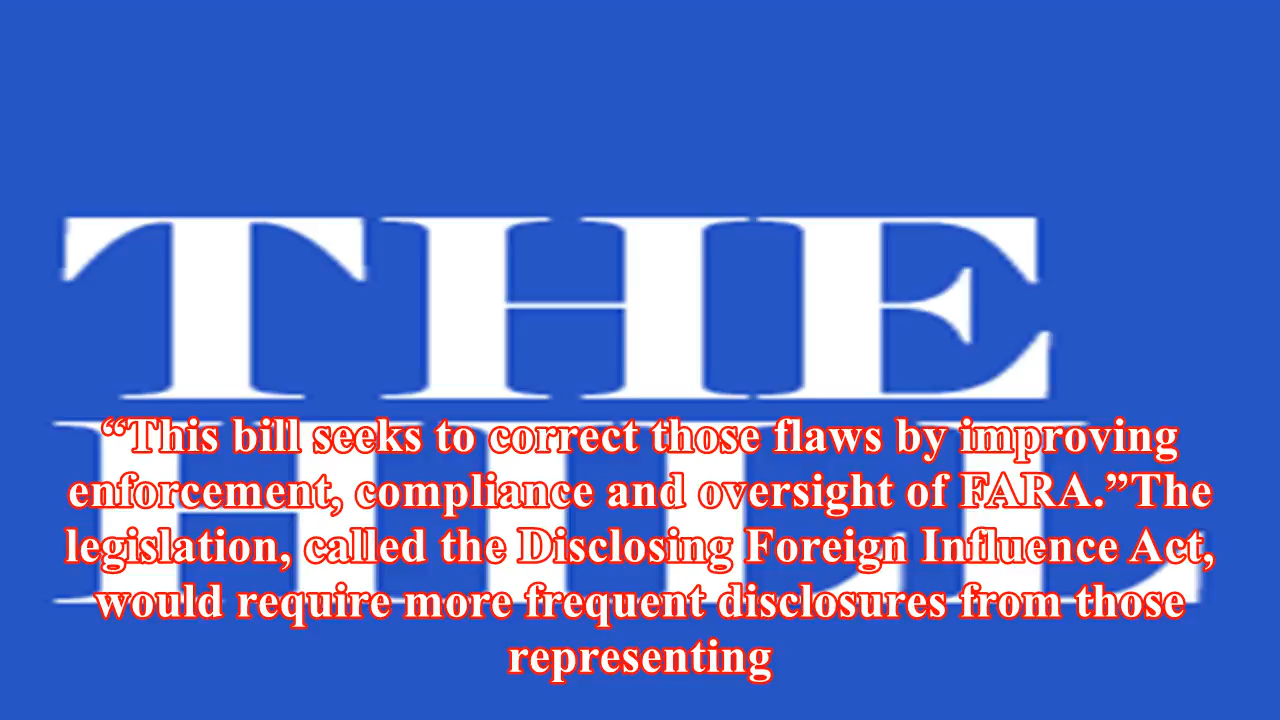 THE
HILL
“This bill seeks to correct those flaws by improving
enforcement, compliance and oversight of FARA.”The
legislation, called the Disclosing Foreign Influence Act,
would require more frequent disclosures from those
representing